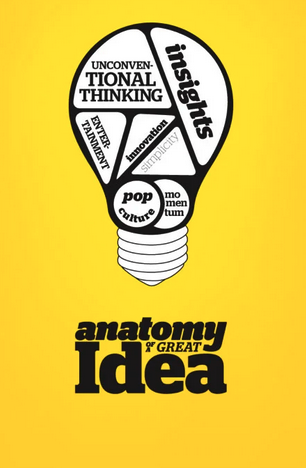 UNCONVEN-
TIONAL
THINKING
insights
ENTER-
TAINMENT
innovation
simplicity
pop
culture
mo
men
tum
anatomy
OF A GREAT
Idea